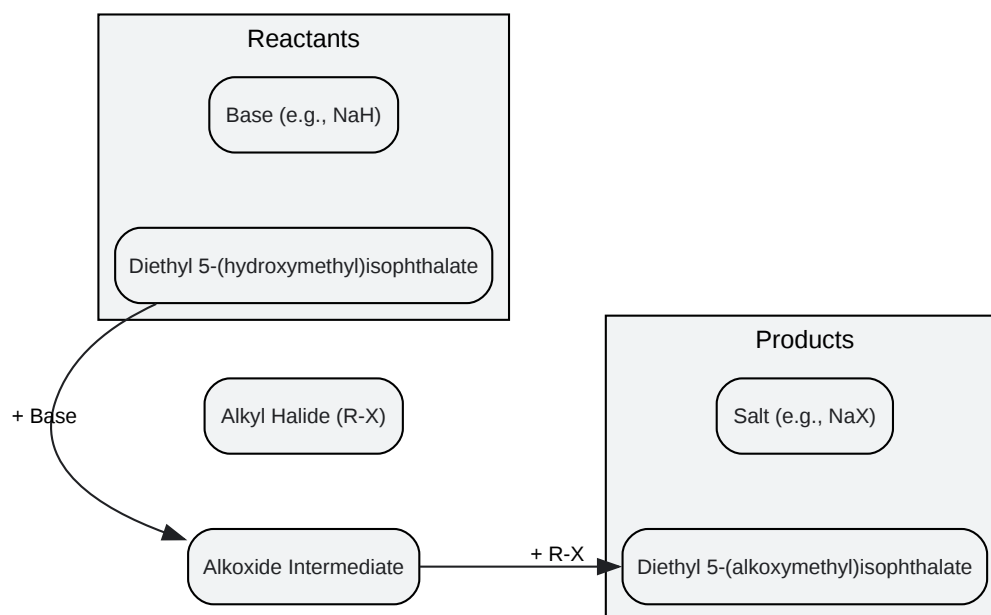 Reactants
Base (e.g., NaH)
Diethyl 5-(hydroxymethyl)isophthalate
+ Base
Alkyl Halide (R-X)
Alkoxide Intermediate
+ R-X
Products
Salt (e.g., NaX)
Diethyl 5-(alkoxymethyl)isophthalate